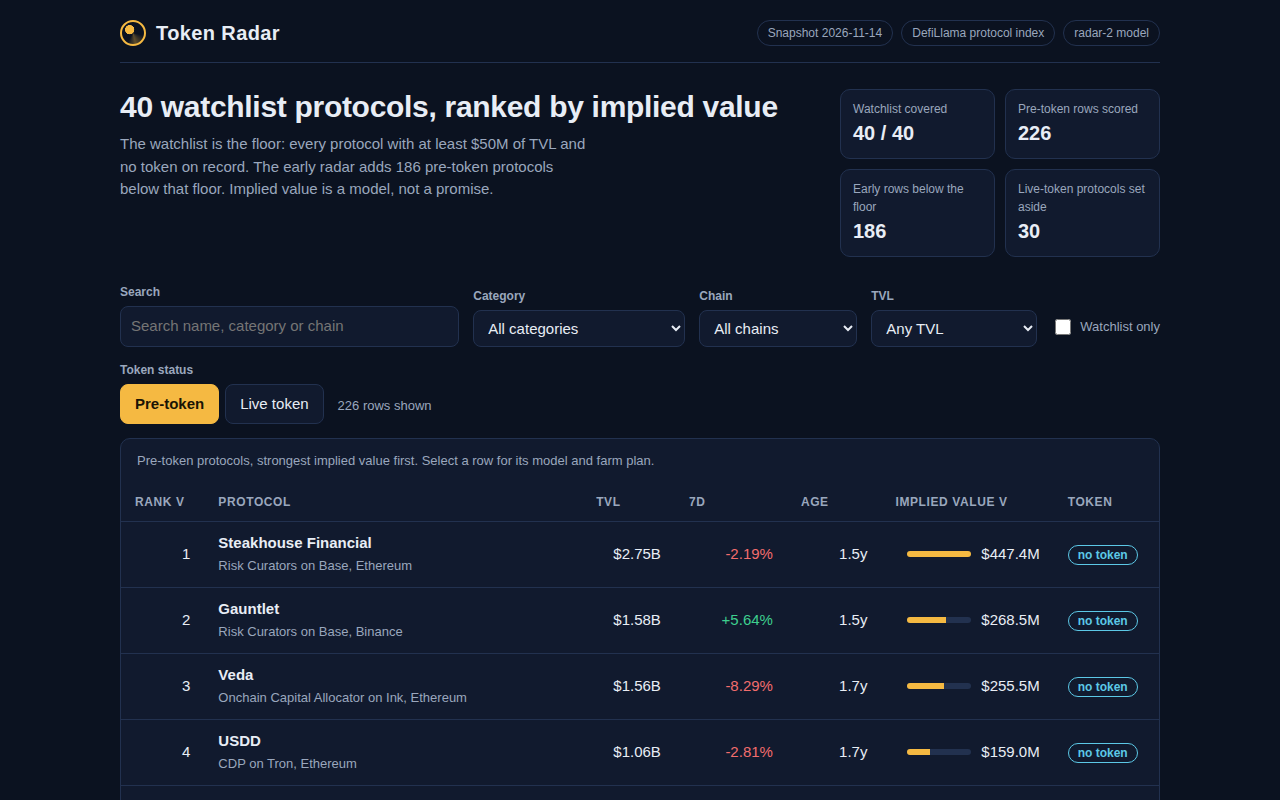 Token Radar
Snapshot 2026-11-14
DefiLlama protocol index
radar-2 model
40 watchlist protocols, ranked by implied value
The watchlist is the floor: every protocol with at least $50M of TVL and
no token on record. The early radar adds 186 pre-token protocols
below that floor. Implied value is a model, not a promise.
Watchlist covered
40 / 40
Pre-token rows scored
226
Early rows below the
floor
186
Live-token protocols set
aside
30
Search
Search name, category or chain
Category
All categories
Chain
All chains
TVL
Any TVL
Watchlist only
Token status
Pre-token
Live token
226 rows shown
Pre-token protocols, strongest implied value first. Select a row for its model and farm plan.
RANK V PROTOCOL TVL 7D AGE IMPLIED VALUE V TOKEN
1 Steakhouse Financial $2.75B -2.19% 1.5y $447.4M no token
Risk Curators on Base, Ethereum
2 Gauntlet $1.58B +5.64% 1.5y $268.5M no token
Risk Curators on Base, Binance
3 Veda $1.56B -8.29% 1.7y $255.5M no token
Onchain Capital Allocator on Ink, Ethereum
4 USDD $1.06B -2.81% 1.7y $159.0M no token
CDP on Tron, Ethereum